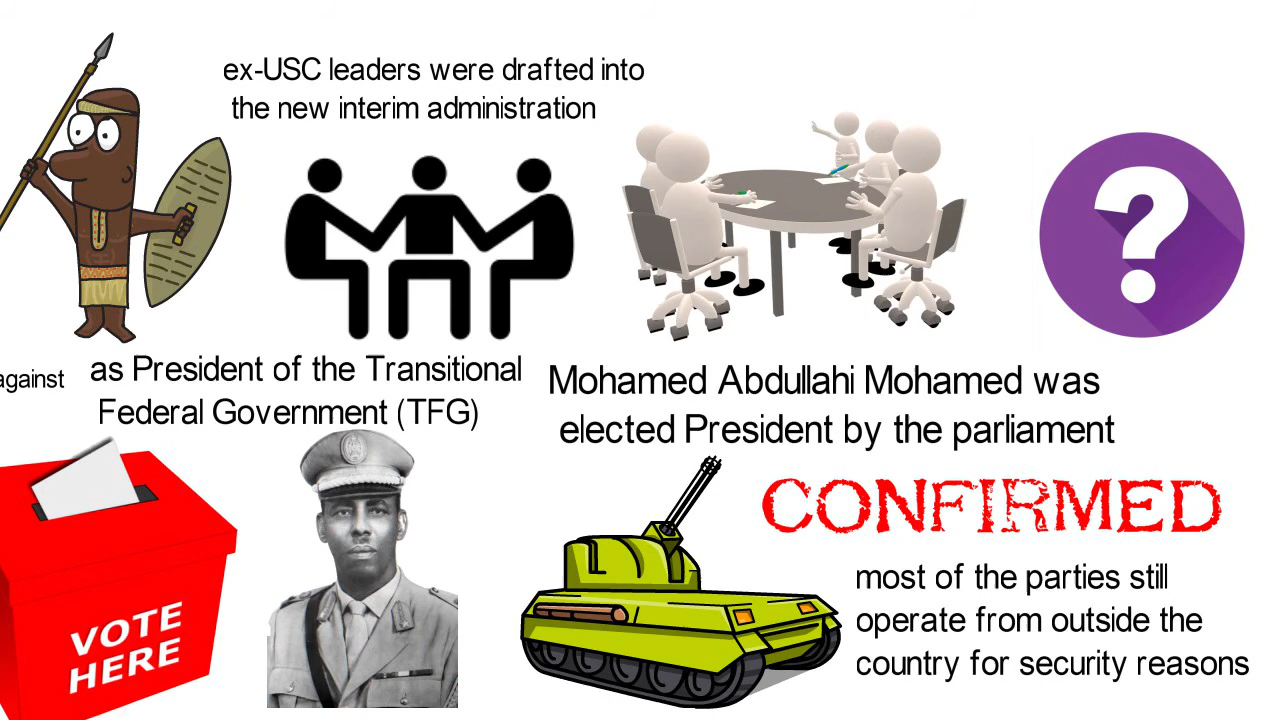 ex-USC leaders were drafted into
the new interim administration
against
as President of the Transitional
Federal Government (TFG)
Mohamed Abdullahi Mohamed was
elected President by the parliament
VOTE
HERE
CONFIRMED
most of the parties still
operate from outside the
country for security reasons